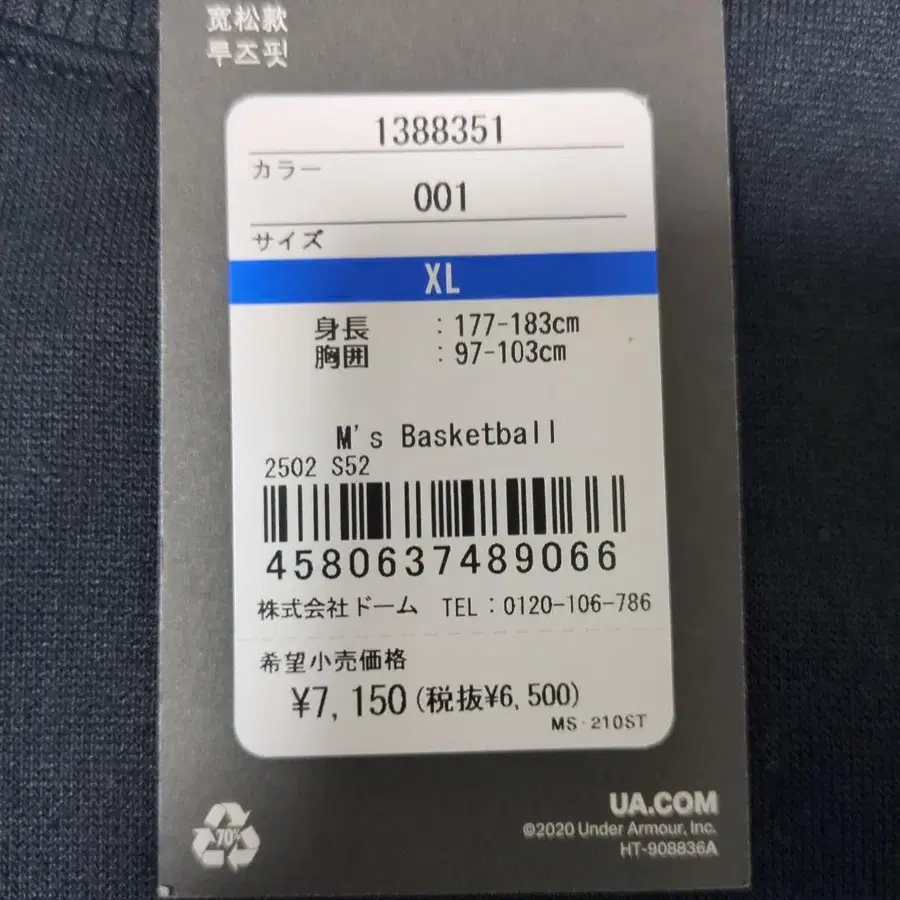 宽松款
루즈핏
1388351
カラー
001
サイズ
XL
身長 : 177-183cm
胸囲 : 97-103cm
M's Basketball
2502 S52
4580637489066
株式会社ドーム TEL:0120-106-786
希望小売価格
¥7,150(税抜¥6,500)
MS-210ST
70%
UA.COM
©2020 Under Armour, Inc.
HT-908836A